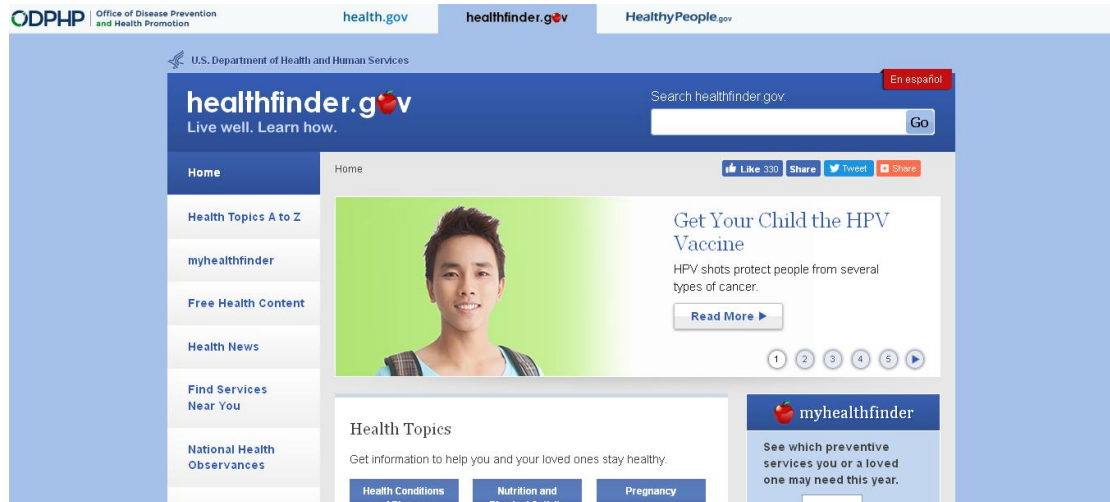 ODPHP Office of Disease Prevention
and Health Promotion
health.gov
healthfinder.gov
HealthyPeople.gov
U.S. Department of Health and Human Services
En español
healthfinder.gov
Live well. Learn how.
Search healthfinder.gov:
Go
Home
Health Topics A to Z
myhealthfinder
Free Health Content
Health News
Find Services
Near You
National Health
Observances
Home
Like 330 Share Tweet Share
Get Your Child the HPV
Vaccine
HPV shots protect people from several
types of cancer.
Read More
1 2 3 4 5
Health Topics
Get information to help you and your loved ones stay healthy.
Health Conditions
Nutrition and
Pregnancy
myhealthfinder
See which preventive
services you or a loved
one may need this year.